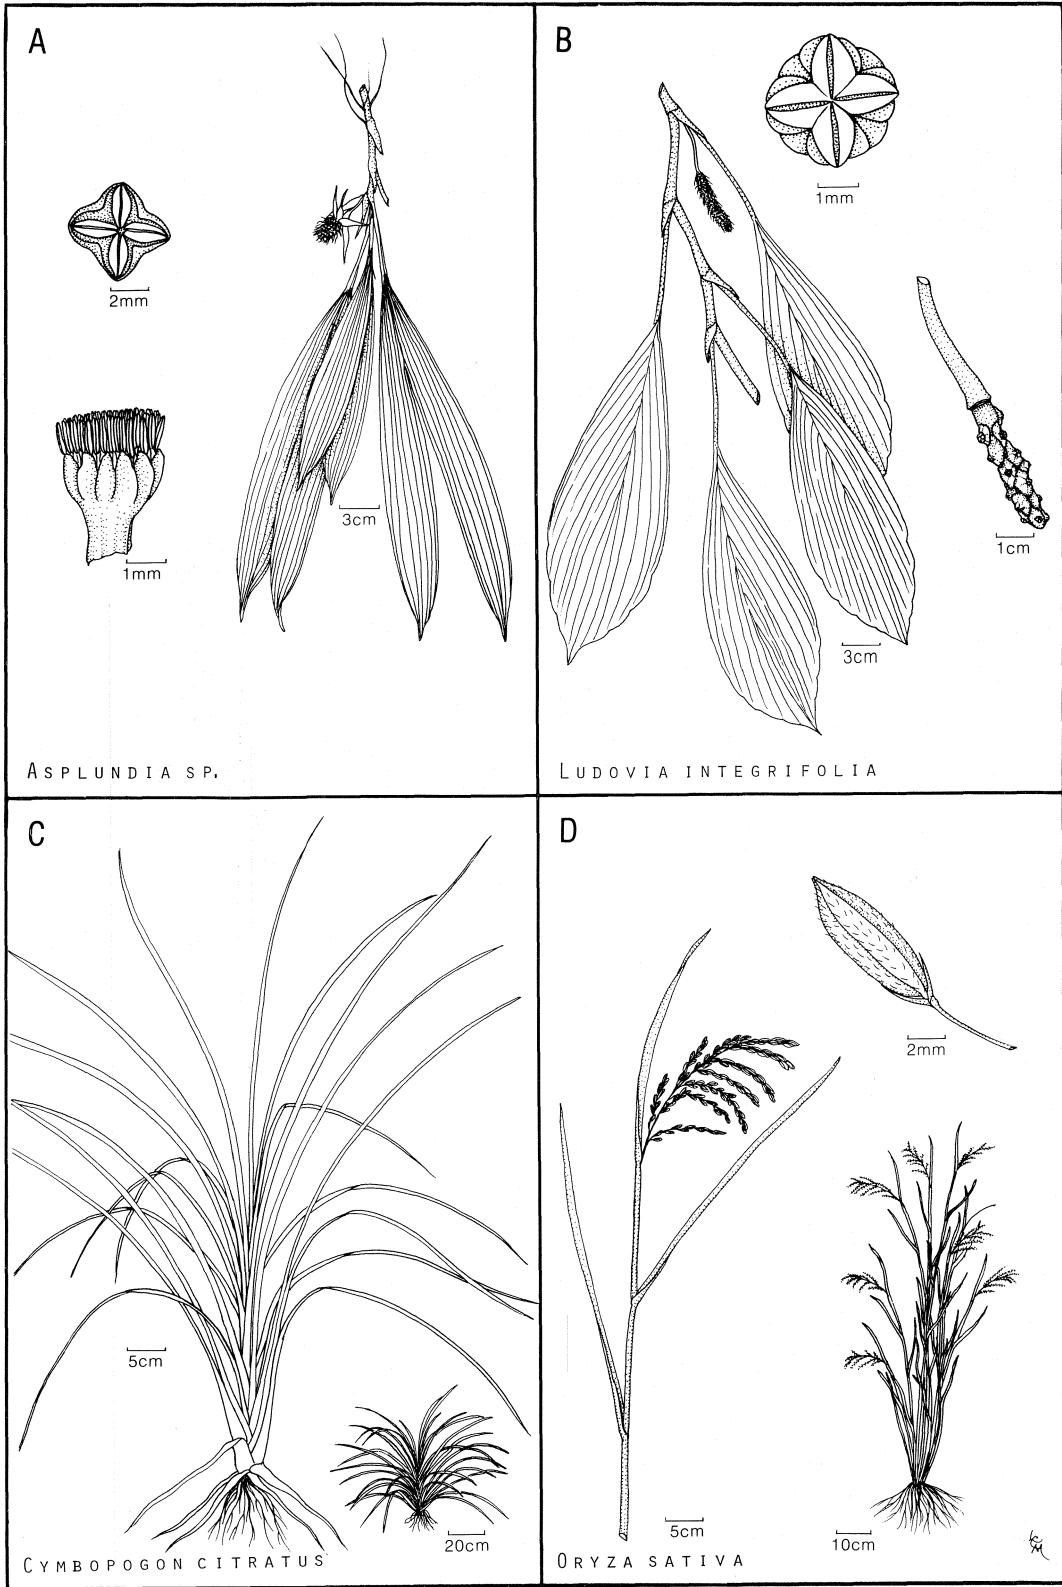 A
2mm
1mm
3cm
ASPLUNDIA SP.
B
1mm
1cm
3cm
LUDOVIA INTEGRIFOLIA
C
5cm
20cm
CYMBOPOGON CITRATUS
D
2mm
5cm
10cm
ORYZA SATIVA